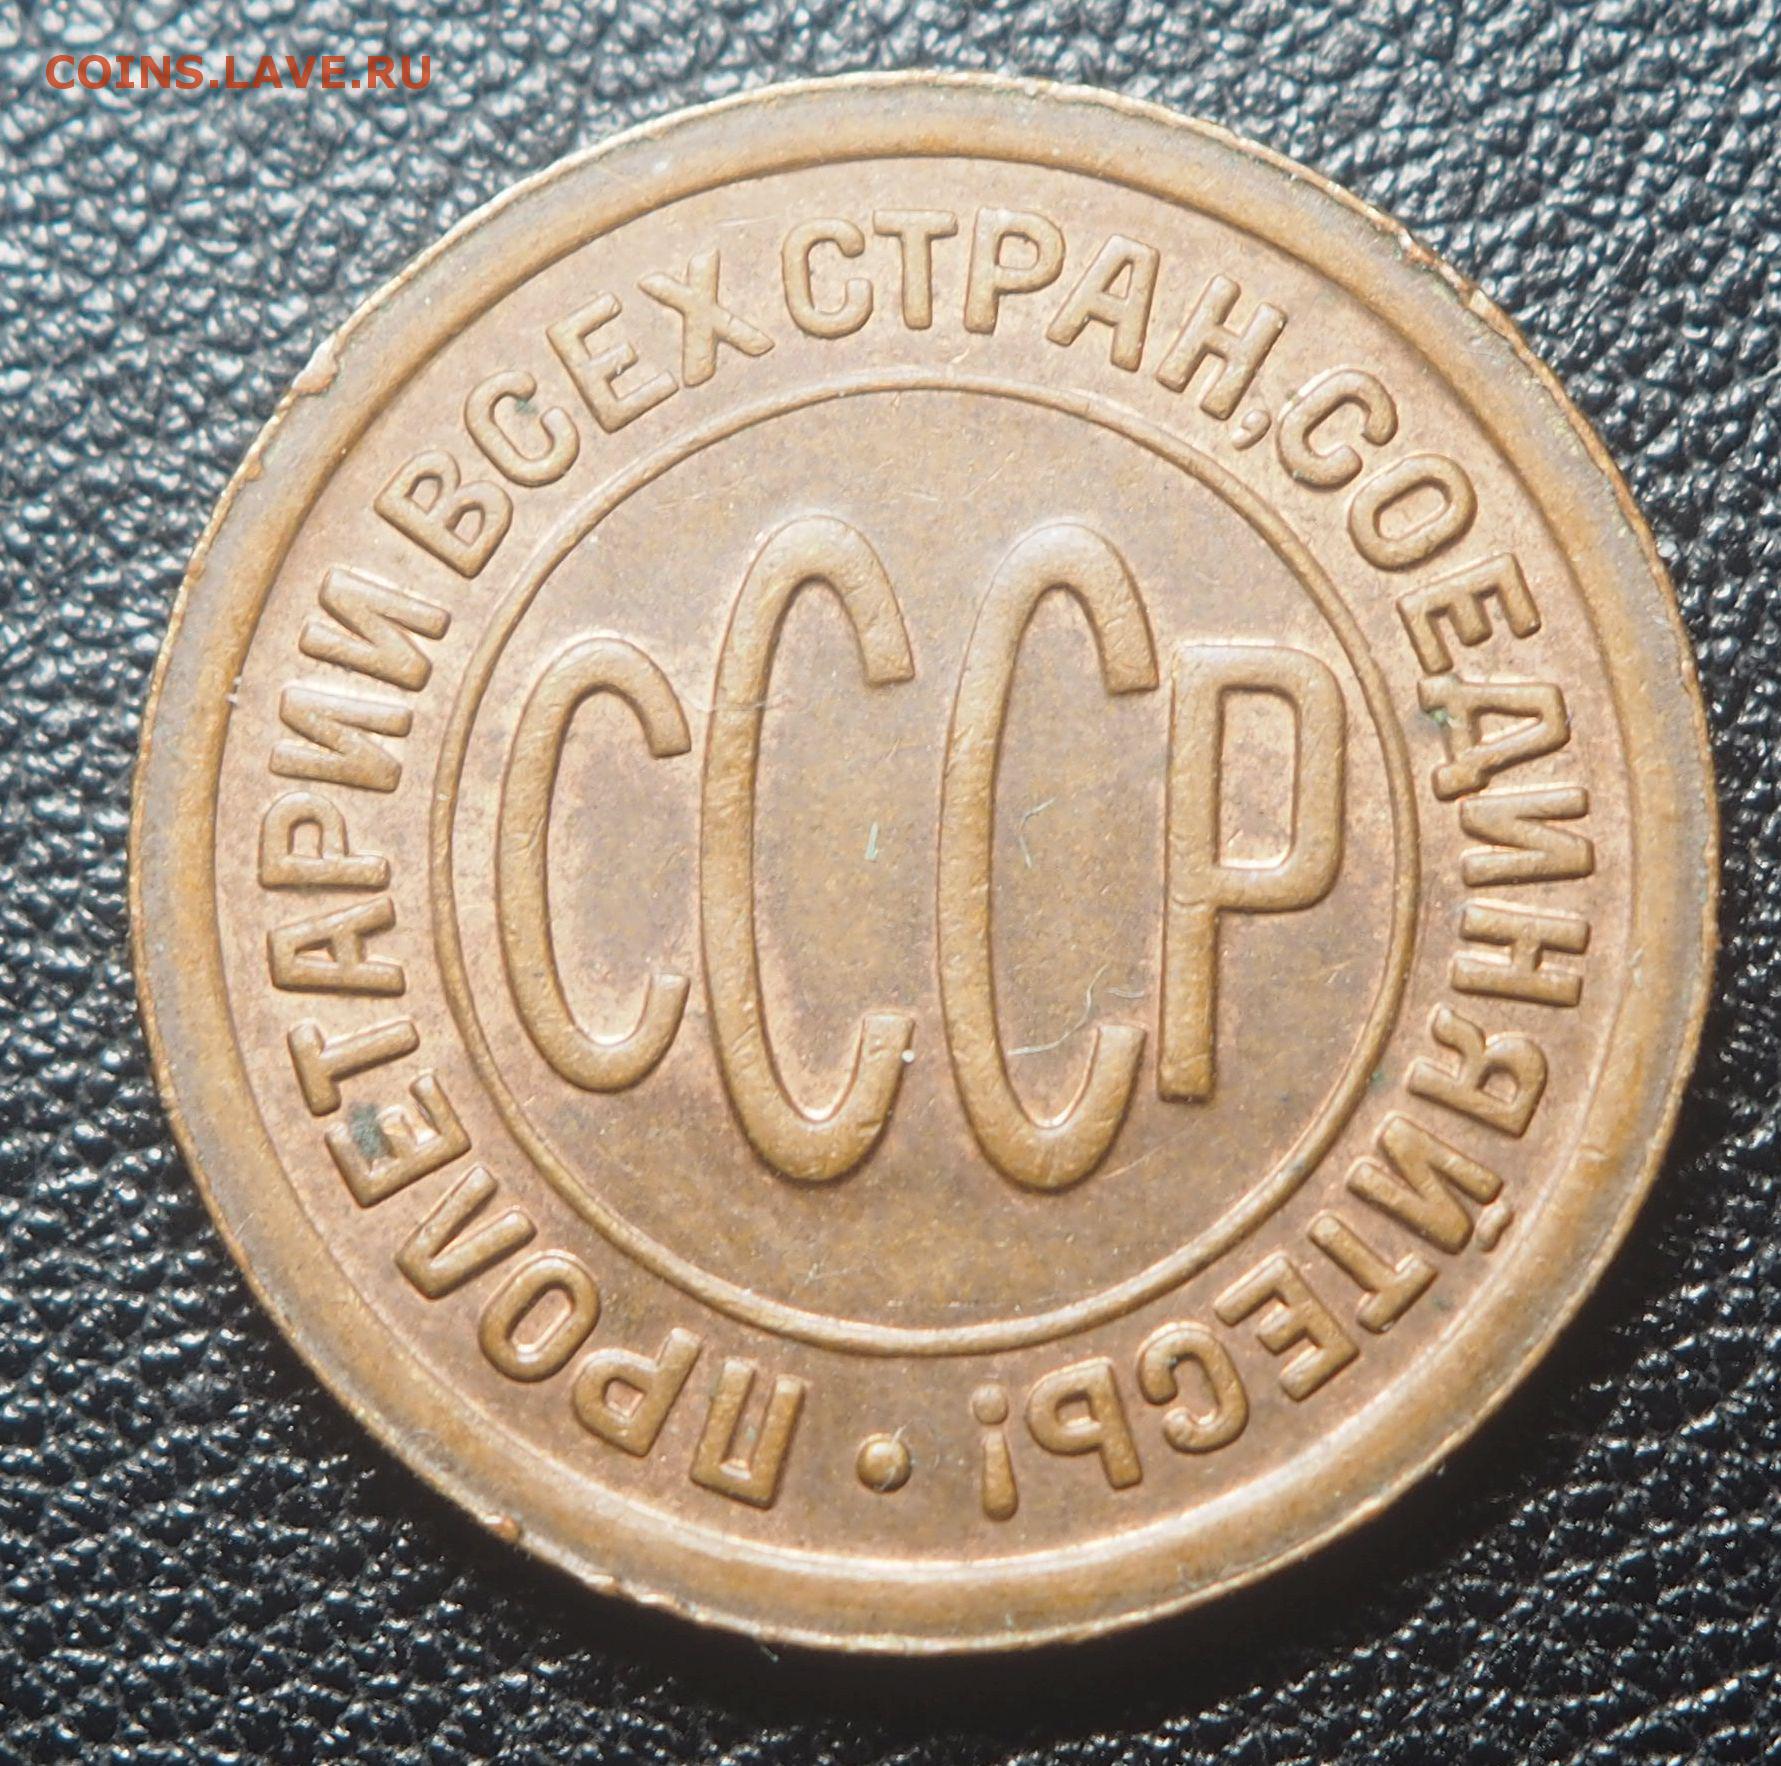 COINS.LAVE.RU
ПРОЛЕТАРИИ ВСЕХ СТРАН, СОЕДИНЯЙТЕСЬ! •
СССР